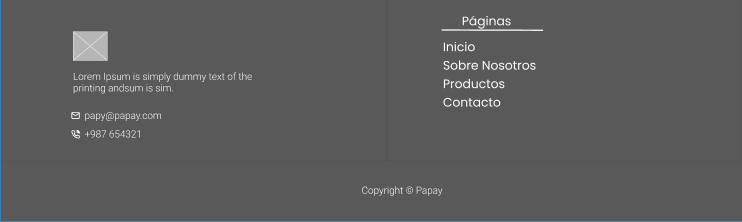 Lorem Ipsum is simply dummy text of the
printing andsum is sim.
papy@papay.com
+987 654321
Páginas
Inicio
Sobre Nosotros
Productos
Contacto
Copyright © Papay